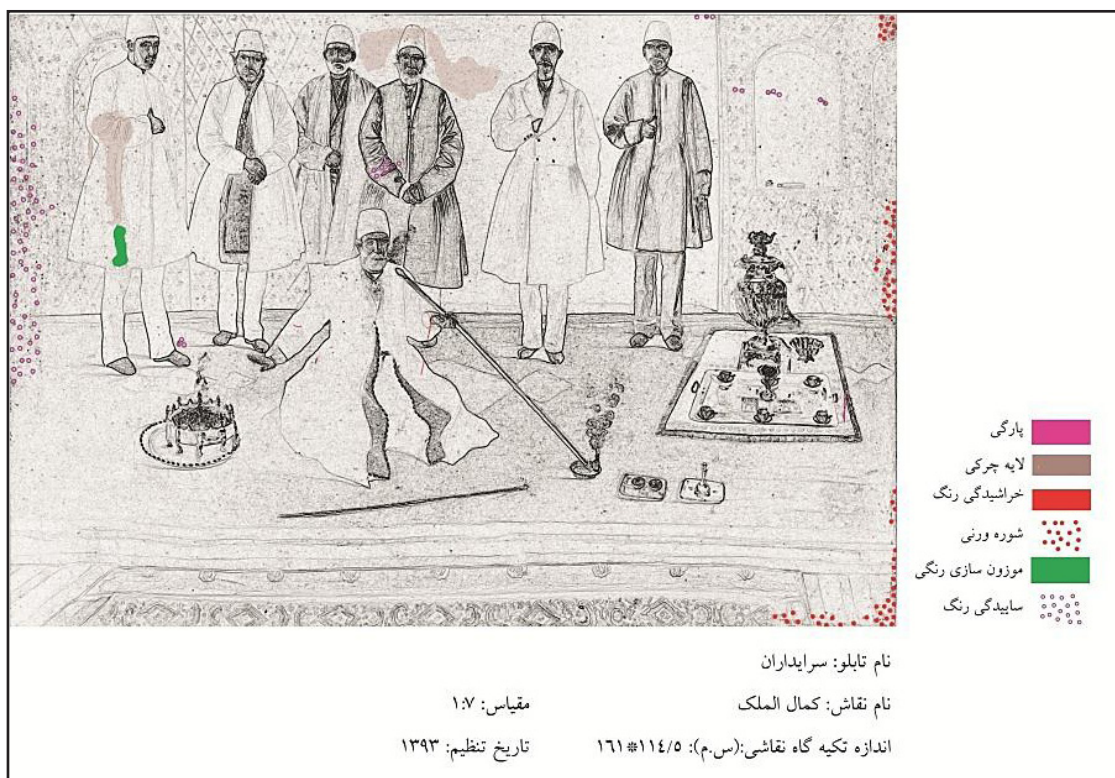 پارگی
لایه چرکی
خراشیدگی رنگ
شوره ورنی
موزون سازی رنگی
ساییدگی رنگ
نام تابلو: سرایداران
نام نقاش: کمال الملک
مقیاس: ۱:۷
اندازه تکیه گاه نقاشی:(س.م): ۱۱۴/۵*۱۶۱
تاریخ تنظیم: ۱۳۹۳